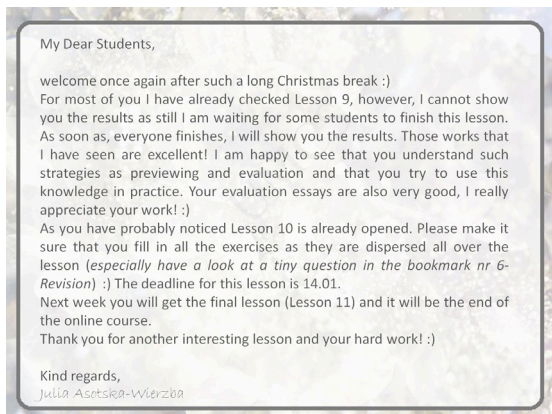 My Dear Students,
welcome once again after such a long Christmas break :)
For most of you I have already checked Lesson 9, however, I cannot show
you the results as still I am waiting for some students to finish this lesson.
As soon as, everyone finishes, I will show you the results. Those works that
I have seen are excellent! I am happy to see that you understand such
strategies as previewing and evaluation and that you try to use this
knowledge in practice. Your evaluation essays are also very good, I really
appreciate your work! :)
As you have probably noticed Lesson 10 is already opened. Please make it
sure that you fill in all the exercises as they are dispersed all over the
lesson (especially have a look at a tiny question in the bookmark nr 6-
Revision) :) The deadline for this lesson is 14.01.
Next week you will get the final lesson (Lesson 11) and it will be the end of
the online course.
Thank you for another interesting lesson and your hard work! :)
Kind regards,
Julia Asotska-Wierzba